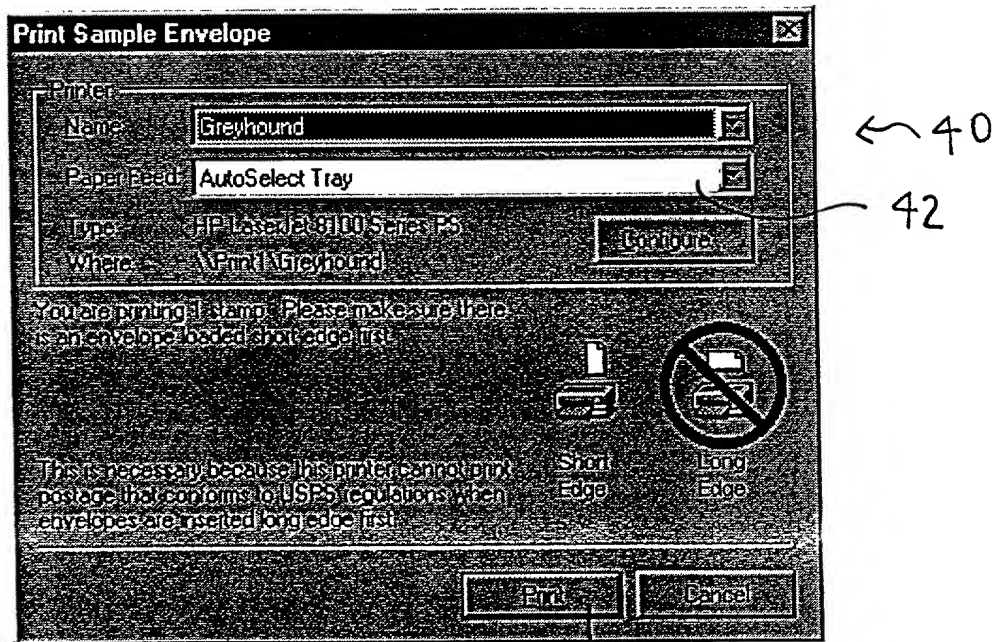 Print Sample Envelope
Printer
Name: Greyhound
Paper Feed: AutoSelect Tray
Type: HP LaserJet 8100 Series PS
Where: \\Print1\Greyhound
Configure...
40
42
You are printing 1 stamp. Please make sure there
is an envelope loaded short edge first.
This is necessary because this printer cannot print
postage that conforms to USPS regulations when
envelopes are inserted long edge first.
Short
Edge
Long
Edge
Print
Cancel